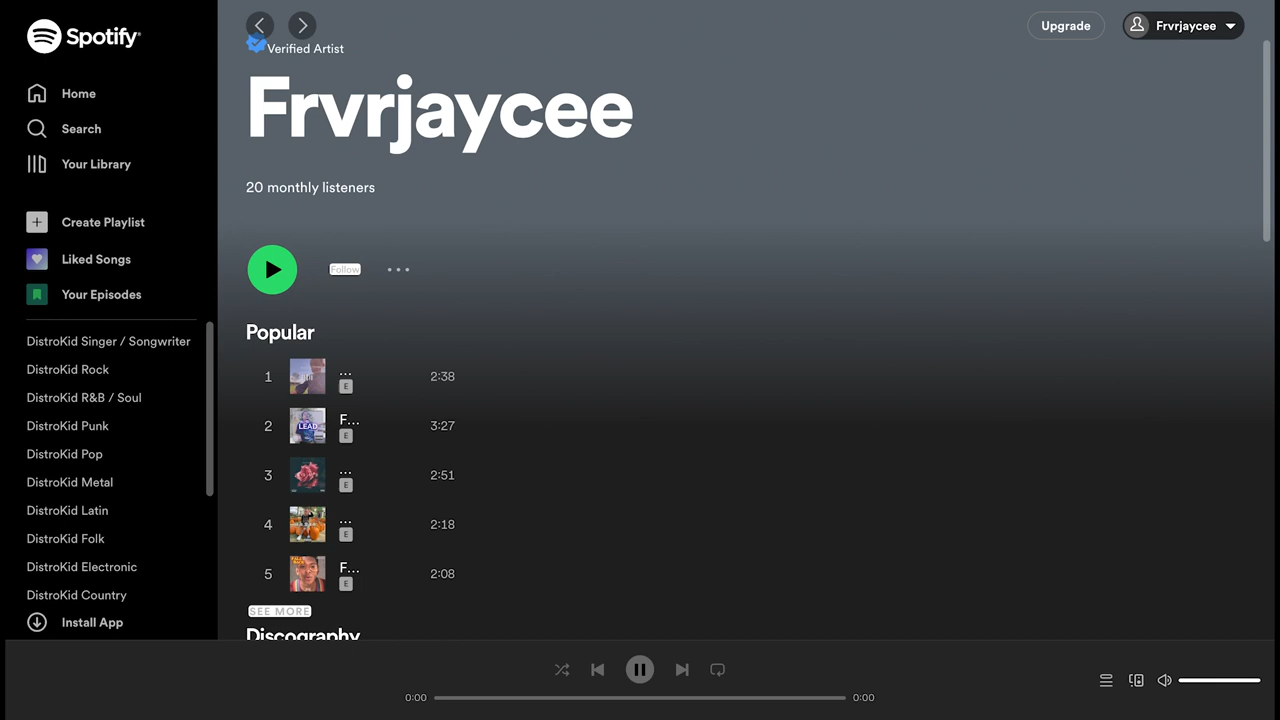 Spotify
Home
Search
Your Library
Create Playlist
Liked Songs
Your Episodes
DistroKid Singer / Songwriter
DistroKid Rock
DistroKid R&B / Soul
DistroKid Punk
DistroKid Pop
DistroKid Metal
DistroKid Latin
DistroKid Folk
DistroKid Electronic
DistroKid Country
Install App
Upgrade
Frvrjaycee
Verified Artist
Frvrjaycee
20 monthly listeners
Follow
Popular
1 ... E 2:38
2 LEAD F... E 3:27
3 ... E 2:51
4 ... E 2:18
5 F... E 2:08
SEE MORE
Discography
0:00 0:00